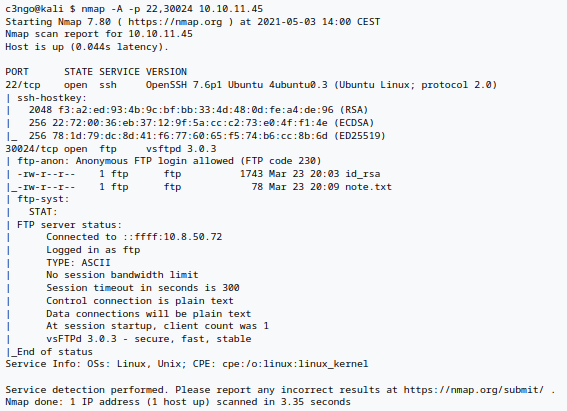 c3ngo@kali $ nmap -A -p 22,30024 10.10.11.45
Starting Nmap 7.80 ( https://nmap.org ) at 2021-05-03 14:00 CEST
Nmap scan report for 10.10.11.45
Host is up (0.044s latency).

PORT      STATE SERVICE VERSION
22/tcp    open  ssh     OpenSSH 7.6p1 Ubuntu 4ubuntu0.3 (Ubuntu Linux; protocol 2.0)
| ssh-hostkey:
|   2048 f3:a2:ed:93:4b:9c:bf:bb:33:4d:48:0d:fe:a4:de:96 (RSA)
|   256 22:72:00:36:eb:37:12:9f:5a:cc:c2:73:e0:4f:f1:4e (ECDSA)
|_  256 78:1d:79:dc:8d:41:f6:77:60:65:f5:74:b6:cc:8b:6d (ED25519)
30024/tcp open  ftp     vsftpd 3.0.3
| ftp-anon: Anonymous FTP login allowed (FTP code 230)
| -rw-r--r--    1 ftp      ftp          1743 Mar 23 20:03 id_rsa
|_-rw-r--r--    1 ftp      ftp            78 Mar 23 20:09 note.txt
| ftp-syst:
|   STAT:
| FTP server status:
|      Connected to ::ffff:10.8.50.72
|      Logged in as ftp
|      TYPE: ASCII
|      No session bandwidth limit
|      Session timeout in seconds is 300
|      Control connection is plain text
|      Data connections will be plain text
|      At session startup, client count was 1
|      vsFTPd 3.0.3 - secure, fast, stable
|_End of status
Service Info: OSs: Linux, Unix; CPE: cpe:/o:linux:linux_kernel

Service detection performed. Please report any incorrect results at https://nmap.org/submit/ .
Nmap done: 1 IP address (1 host up) scanned in 3.35 seconds